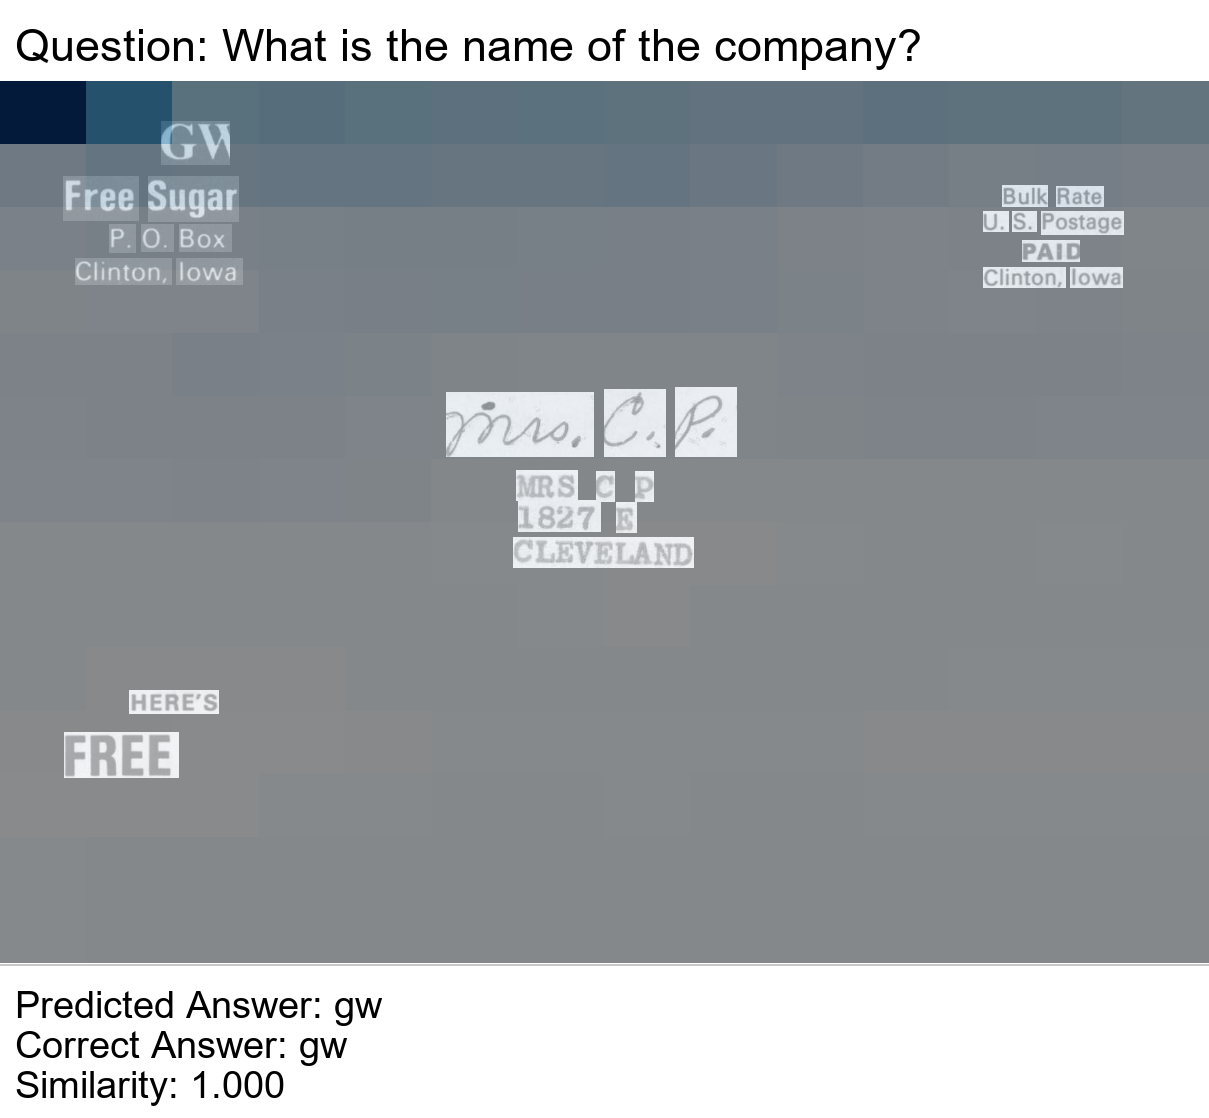 Question: What is the name of the company?
GW
Free Sugar
P. O. Box
Clinton, Iowa
Bulk Rate
U. S. Postage
PAID
Clinton, Iowa
Mrs. C. P.
MRS C P
1827 E
CLEVELAND
HERE'S
FREE
Predicted Answer: gw
Correct Answer: gw
Similarity: 1.000